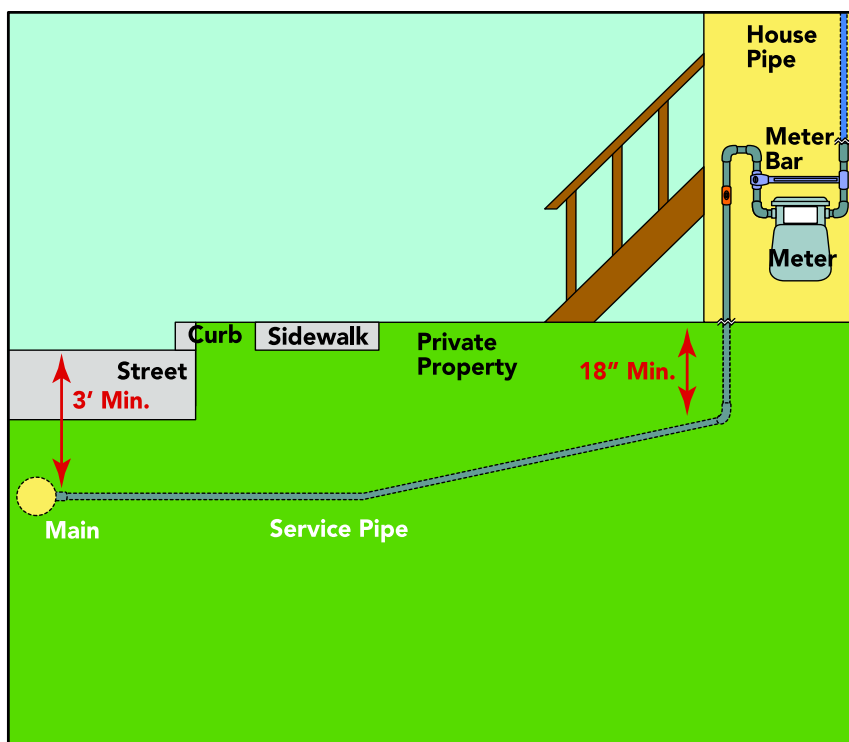 House
Pipe
Meter
Bar
Meter
Curb
Sidewalk
Private
Property
Street
18” Min.
3’ Min.
Main
Service Pipe